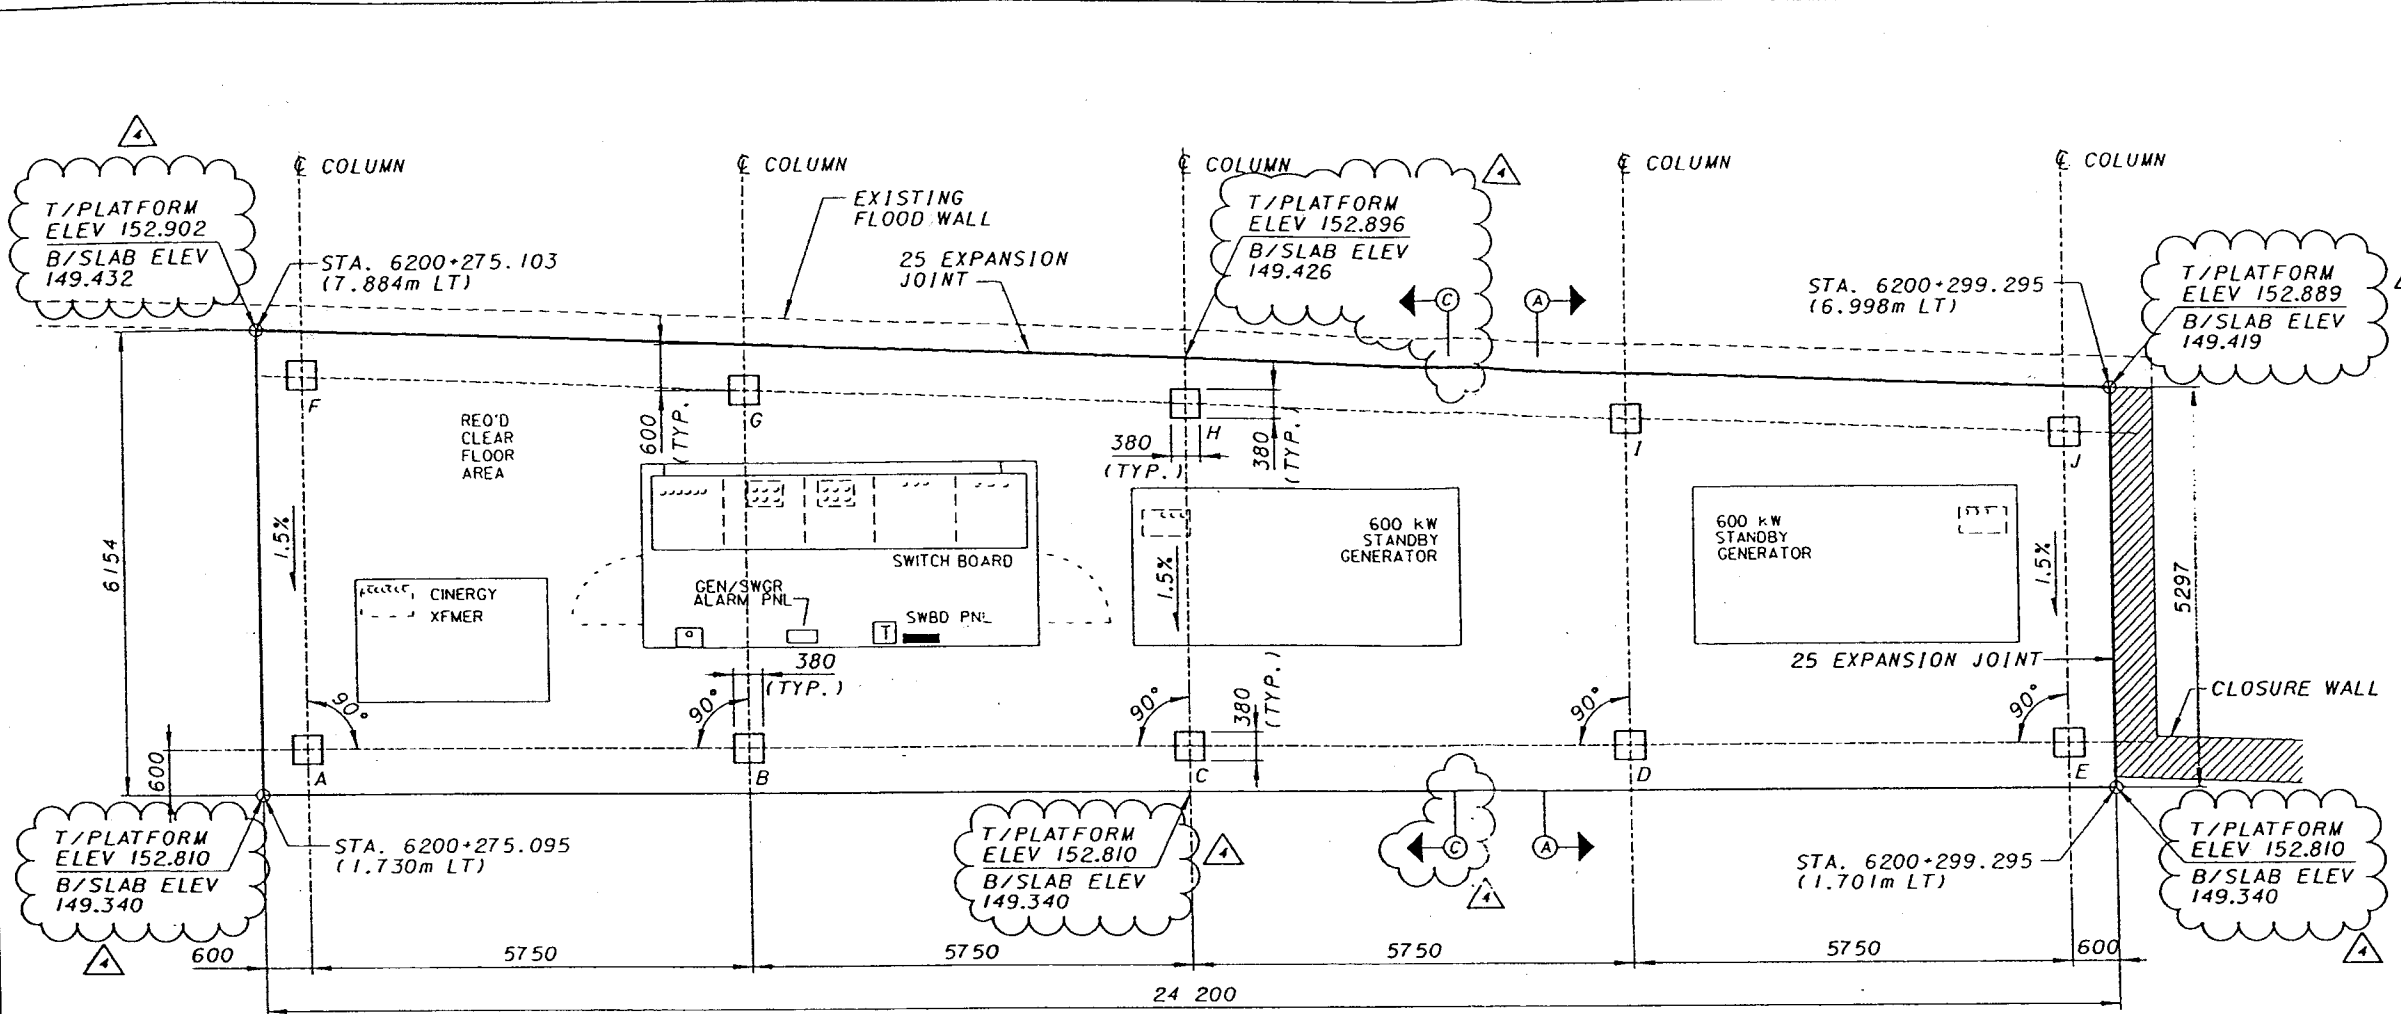 4
℄ COLUMN
℄ COLUMN
℄ COLUMN
℄ COLUMN
℄ COLUMN
4
T/PLATFORM
ELEV 152.902
B/SLAB ELEV
149.432
STA. 6200+275.103
(7.884m LT)
EXISTING
FLOOD WALL
25 EXPANSION
JOINT
T/PLATFORM
ELEV 152.896
B/SLAB ELEV
149.426
C
A
STA. 6200+299.295
(6.998m LT)
T/PLATFORM
ELEV 152.889
B/SLAB ELEV
149.419
F
G
H
I
J
REQ'D
CLEAR
FLOOR
AREA
600
(TYP.)
380
(TYP.)
380
(TYP.)
6154
1.5%
CINERGY
XFMER
SWITCH BOARD
GEN/SWGR
ALARM PNL
T
SWBD PNL
1.5%
600 kW
STANDBY
GENERATOR
600 kW
STANDBY
GENERATOR
1.5%
5297
25 EXPANSION JOINT
CLOSURE WALL
380
(TYP.)
380
(TYP.)
90°
90°
90°
90°
90°
600
A
B
C
D
E
T/PLATFORM
ELEV 152.810
B/SLAB ELEV
149.340
4
STA. 6200+275.095
(1.730m LT)
T/PLATFORM
ELEV 152.810
B/SLAB ELEV
149.340
4
C
A
4
STA. 6200+299.295
(1.701m LT)
T/PLATFORM
ELEV 152.810
B/SLAB ELEV
149.340
4
600
5750
5750
5750
5750
600
24 200